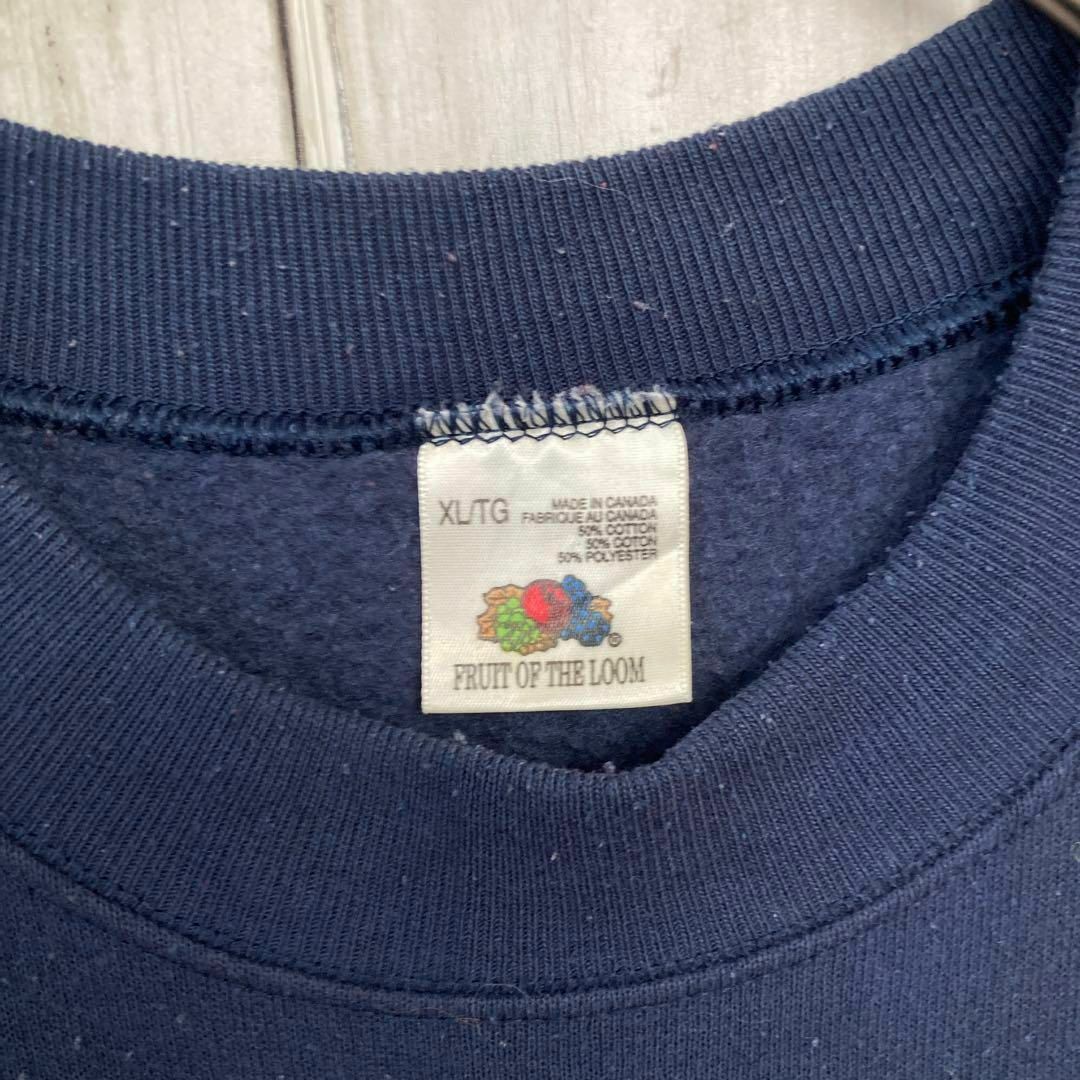 XL/TG
MADE IN CANADA
FABRIQUE AU CANADA
50% COTTON
50% COTON
50% POLYESTER
®
FRUIT OF THE LOOM